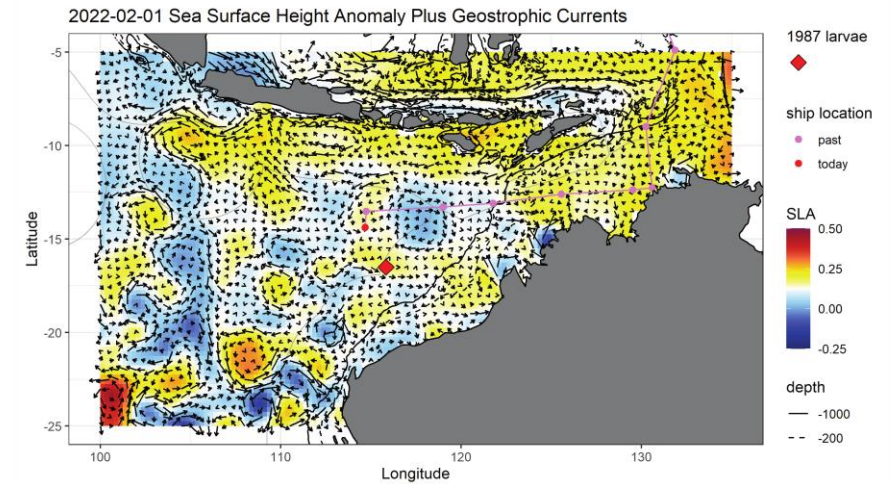 2022-02-01 Sea Surface Height Anomaly Plus Geostrophic Currents
-5
-10
-15
-20
-25
Latitude
100
110
120
130
Longitude
1987 larvae
ship location
past
today
SLA
0.50
0.25
0.00
-0.25
depth
-1000
-200